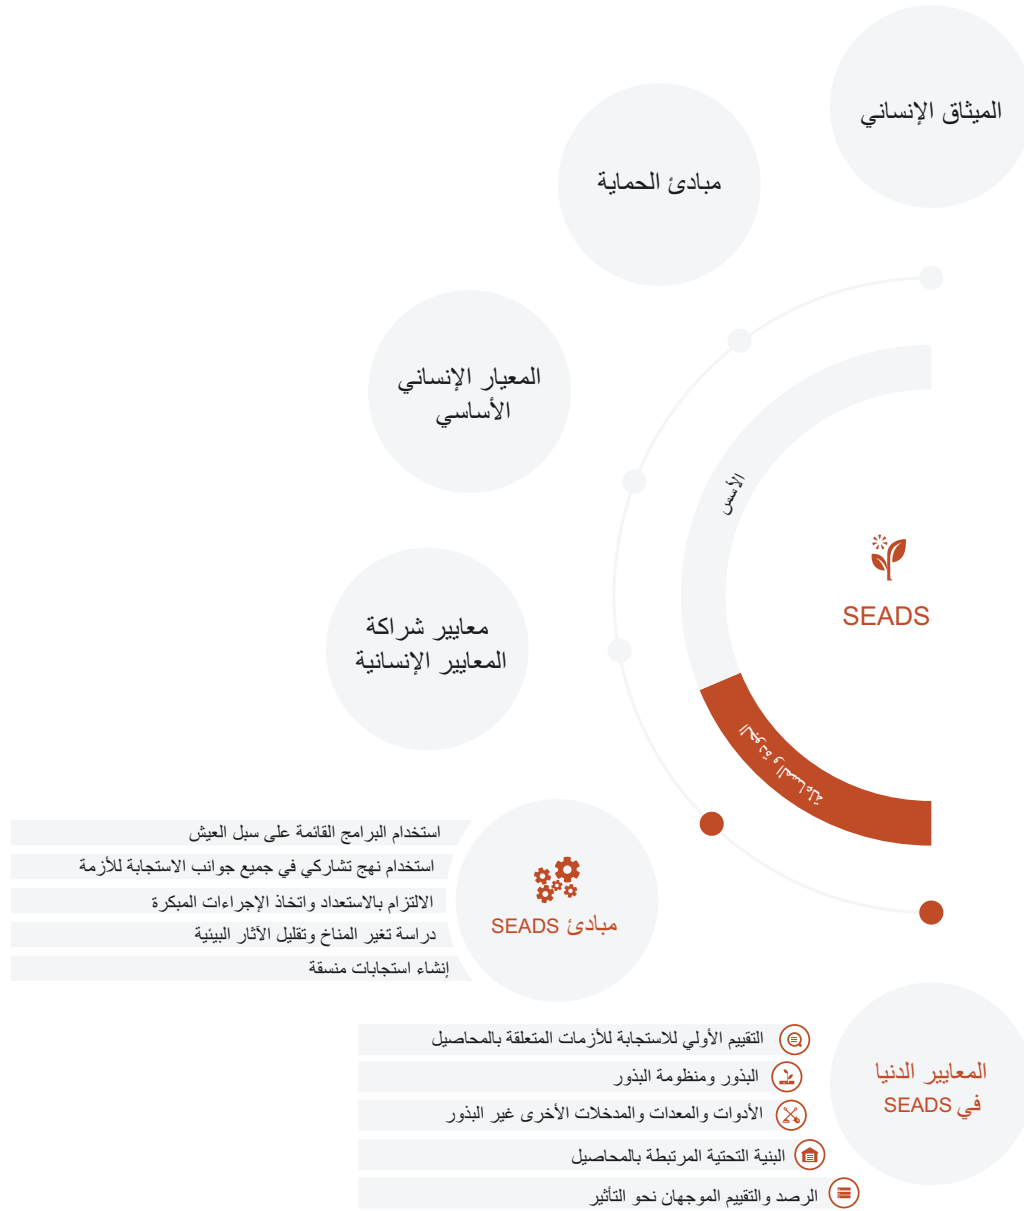 الميثاق الإنساني
مبادئ الحماية
المعيار الإنساني
الأساسي
معايير شراكة
المعايير الإنسانية
الأسس
SEADS
الجودة والمساءلة
مبادئ SEADS
استخدام البرامج القائمة على سبل العيش
استخدام نهج تشاركي في جميع جوانب الاستجابة للأزمة
الالتزام بالاستعداد واتخاذ الإجراءات المبكرة
دراسة تغير المناخ وتقليل الآثار البيئية
إنشاء استجابات منسقة
المعايير الدنيا
في SEADS
التقييم الأولي للاستجابة للأزمات المتعلقة بالمحاصيل
البذور ومنظومة البذور
الأدوات والمعدات والمدخلات الأخرى غير البذور
البنية التحتية المرتبطة بالمحاصيل
الرصد والتقييم الموجهان نحو التأثير